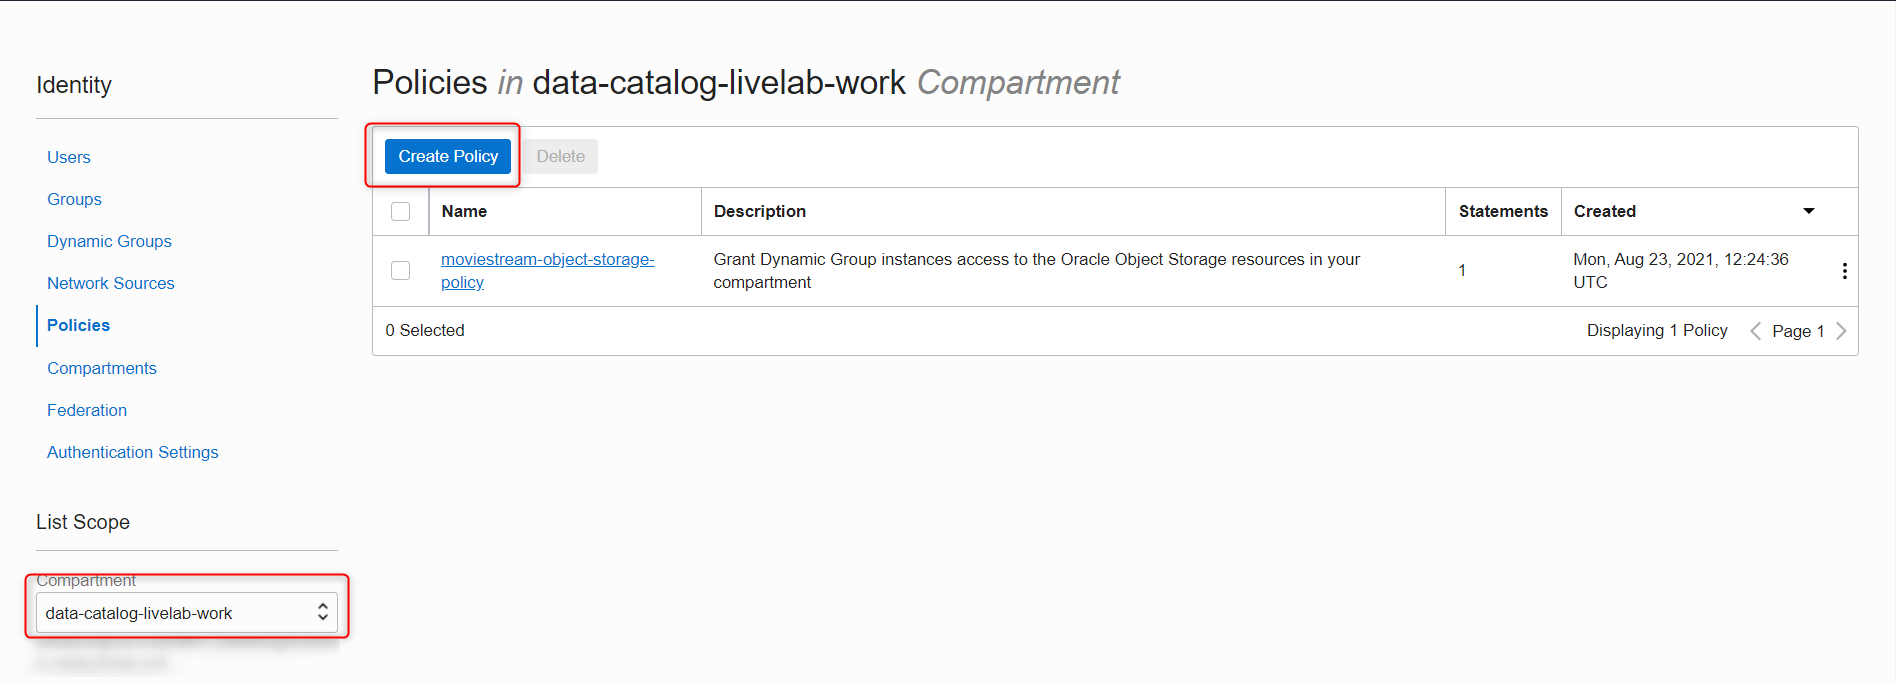 Identity
Users
Groups
Dynamic Groups
Network Sources
Policies
Compartments
Federation
Authentication Settings
List Scope
Compartment
data-catalog-livelab-work
Policies in data-catalog-livelab-work Compartment
Create Policy Delete
Name Description Statements Created
moviestream-object-storage-
policy
Grant Dynamic Group instances access to the Oracle Object Storage resources in your
compartment
1
Mon, Aug 23, 2021, 12:24:36
UTC
0 Selected
Displaying 1 Policy Page 1